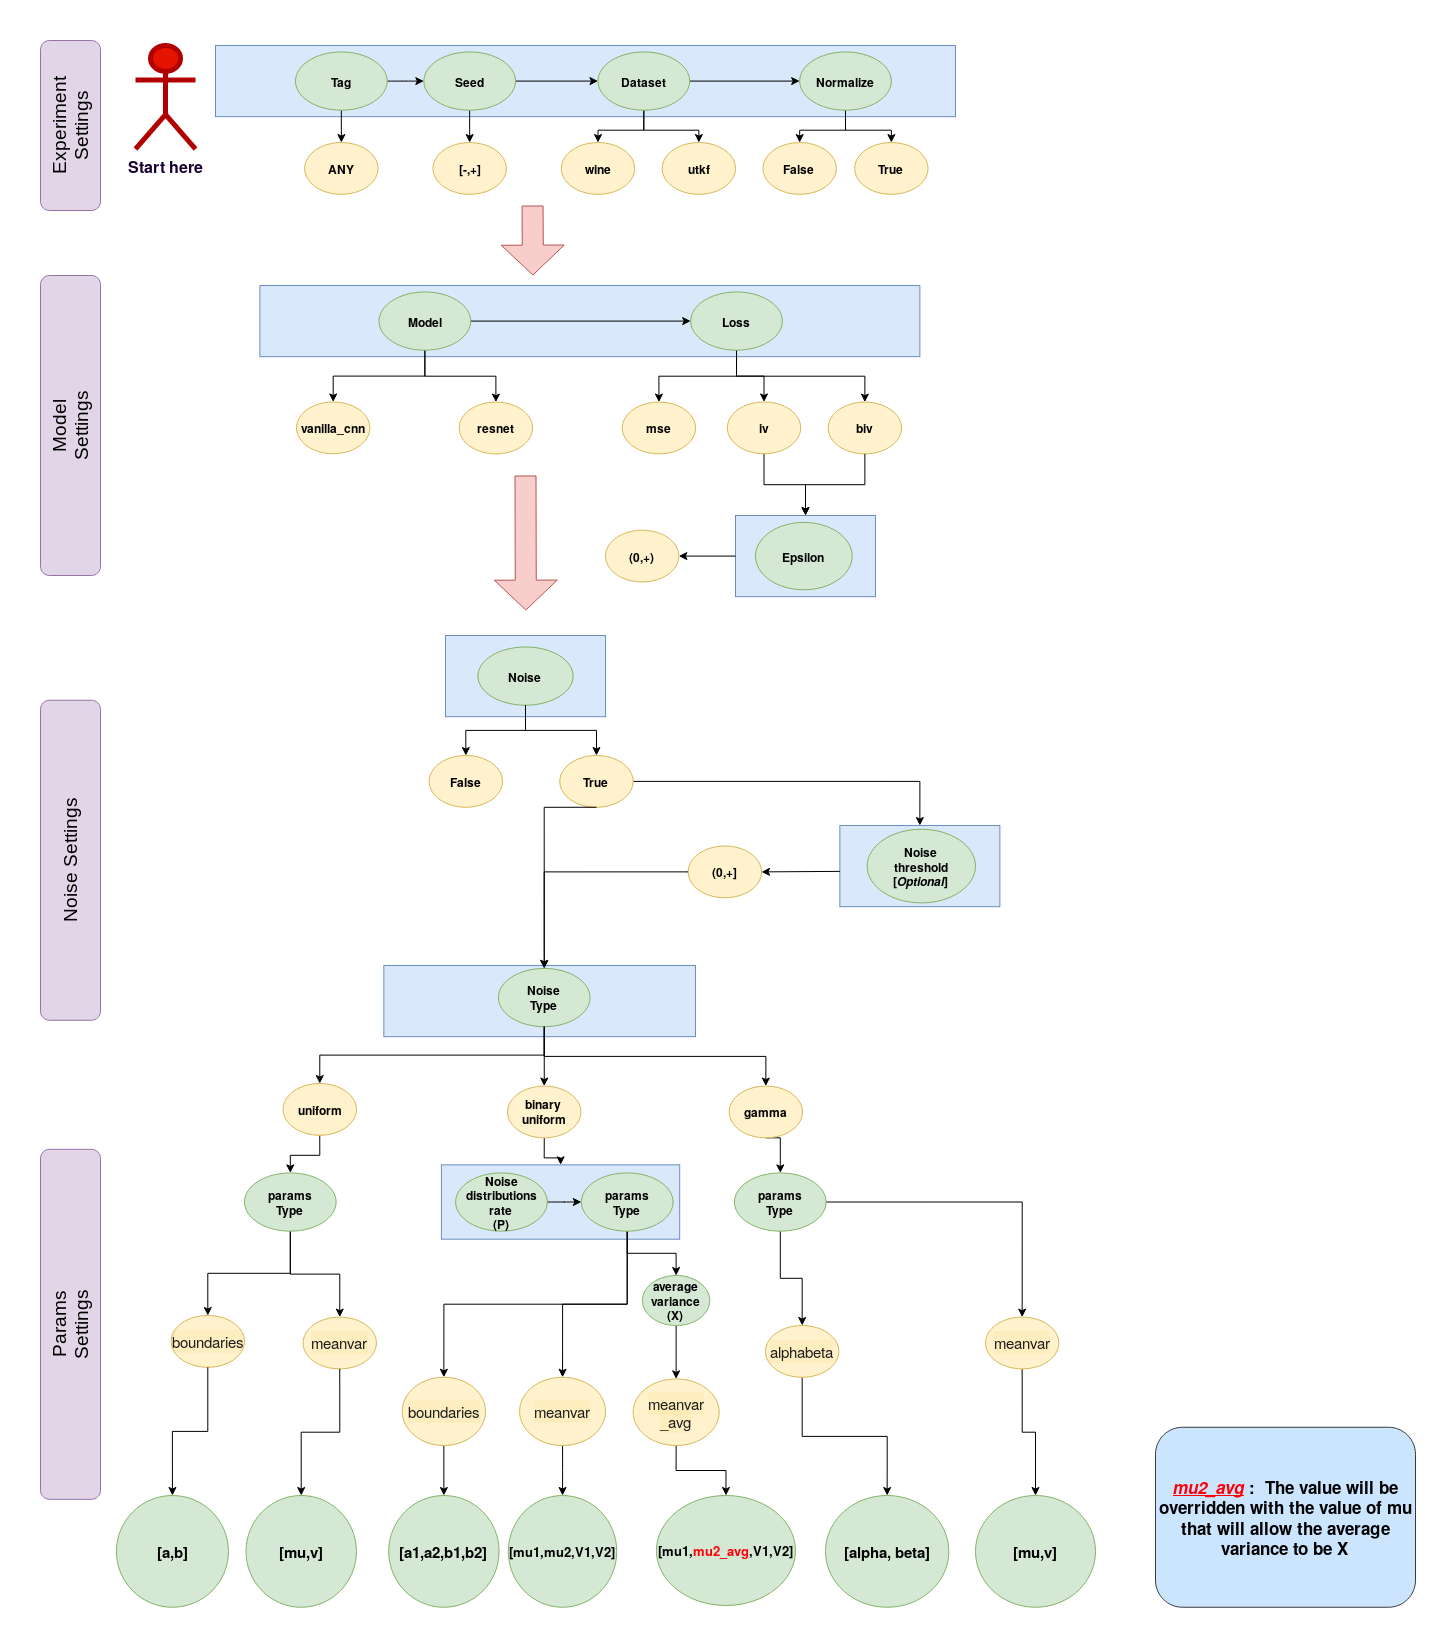 Experiment
Settings
Start here
Tag
Seed
Dataset
Normalize
ANY
[-,+]
wine
utkf
False
True
Model
Settings
Model
Loss
vanilla_cnn
resnet
mse
iv
biv
(0,+)
Epsilon
Noise Settings
Noise
False
True
Noise
threshold
[Optional]
(0,+]
Noise
Type
uniform
binary
uniform
gamma
Params
Settings
params
Type
Noise
distributions
rate
(P)
params
Type
params
Type
average
variance
(X)
boundaries
meanvar
alphabeta
meanvar
boundaries
meanvar
meanvar
_avg
[a,b]
[mu,v]
[a1,a2,b1,b2]
[mu1,mu2,V1,V2]
[mu1,mu2_avg,V1,V2]
[alpha, beta]
[mu,v]
mu2_avg : The value will be
overridden with the value of mu
that will allow the average
variance to be X